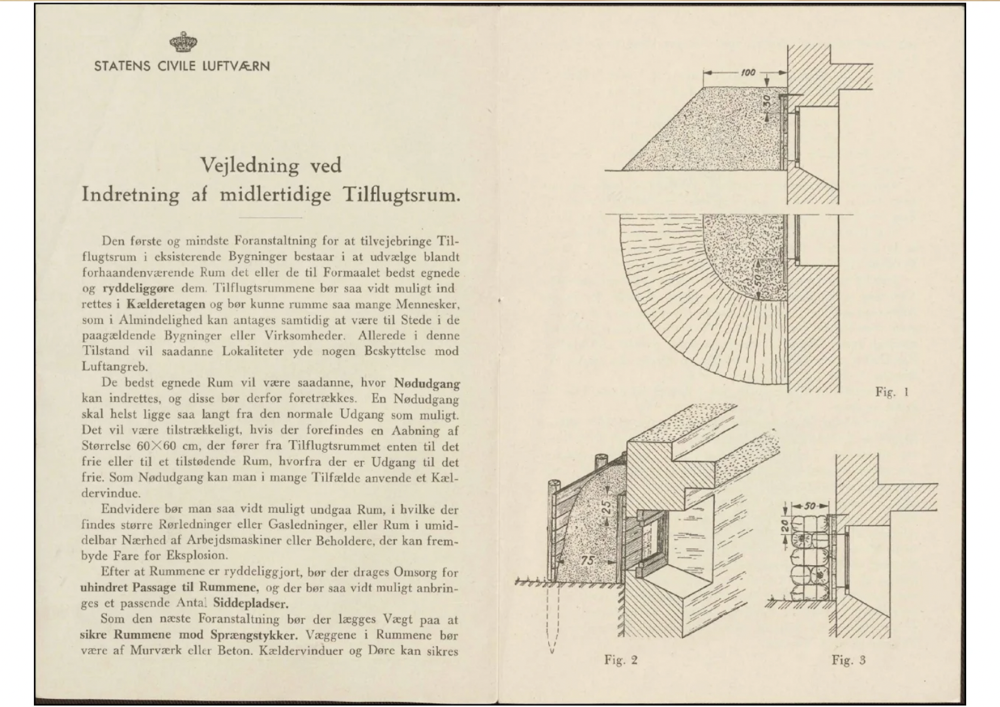 STATENS CIVILE LUFTVÆRN
Vejledning ved
Indretning af midlertidige Tilflugtsrum.
Den første og mindste Foranstaltning for at tilvejebringe Til-
flugtsrum i eksisterende Bygninger bestaar i at udvælge blandt
forhaandenværende Rum det eller de til Formaalet bedst egnede
og ryddeliggøre dem. Tilflugtsrummene bør saa vidt muligt ind
rettes i Kælderetagen og bør kunne rumme saa mange Mennesker,
som i Almindelighed kan antages samtidig at være til Stede i de
paagældende Bygninger eller Virksomheder. Allerede i denne
Tilstand vil saadanne Lokaliteter yde nogen Beskyttelse mod
Luftangreb.
De bedst egnede Rum vil være saadanne, hvor Nødudgang
kan indrettes, og disse bør derfor foretrækkes. En Nødudgang
skal helst ligge saa langt fra den normale Udgang som muligt.
Det vil være tilstrækkeligt, hvis der forefindes en Aabning af
Størrelse 60×60 cm, der fører fra Tilflugtsrummet enten til det
frie eller til et tilstødende Rum, hvorfra der er Udgang til det
frie. Som Nødudgang kan man i mange Tilfælde anvende et Kæl-
dervindue.
Endvidere bør man saa vidt muligt undgaa Rum, i hvilke der
findes større Rørledninger eller Gasledninger, eller Rum i umid-
delbar Nærhed af Arbejdsmaskiner eller Beholdere, der kan frem-
byde Fare for Eksplosion.
Efter at Rummene er ryddeliggjort, bør der drages Omsorg for
uhindret Passage til Rummene, og der bør saa vidt muligt anbrin-
ges et passende Antal Siddepladser.
Som den næste Foranstaltning bør der lægges Vægt paa at
sikre Rummene mod Sprængstykker. Væggene i Rummene bør
være af Murværk eller Beton. Kældervinduer og Døre kan sikres
100
30
50
Fig. 1
25
75
Fig. 2
50
20
Fig. 3